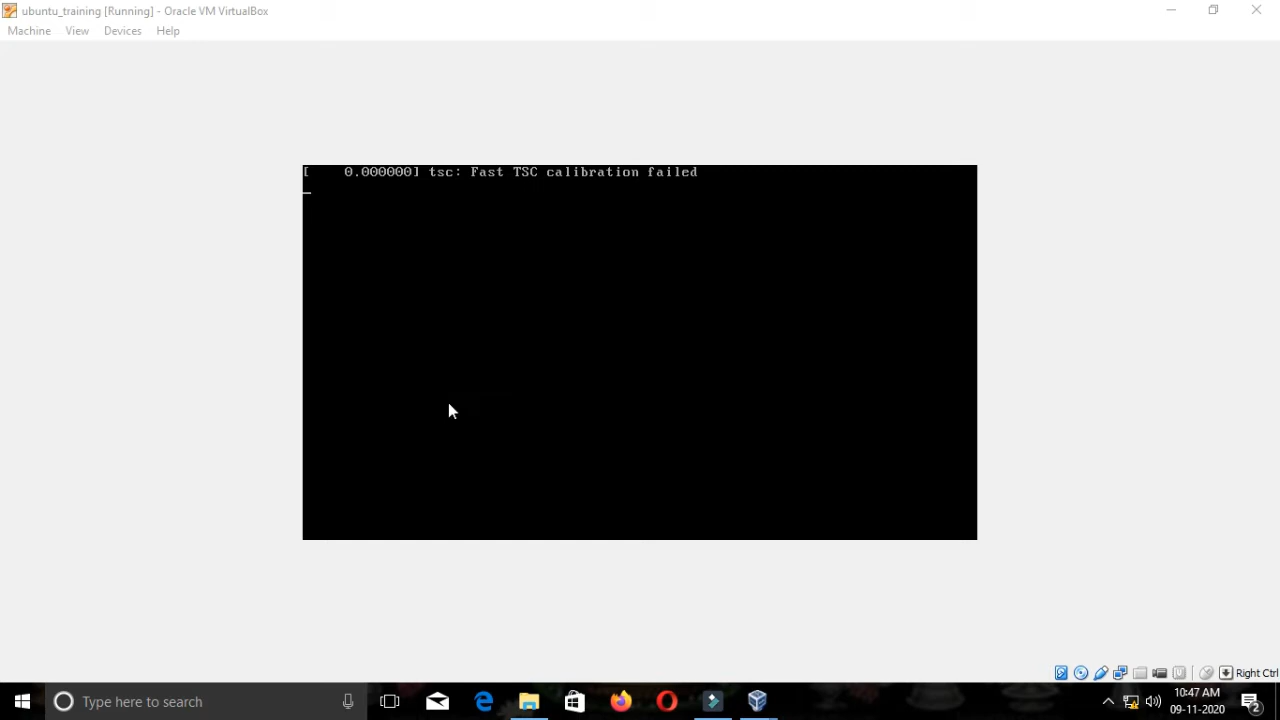 ubuntu_training [Running] - Oracle VM VirtualBox
Machine View Devices Help
[ 0.000000] tsc: Fast TSC calibration failed
Right Ctrl
Type here to search
10:47 AM
09-11-2020
2